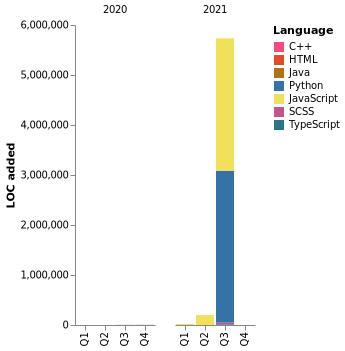 2020
2021
LOC added
6,000,000
5,000,000
4,000,000
3,000,000
2,000,000
1,000,000
0
Q1
Q2
Q3
Q4
Q1
Q2
Q3
Q4
Language
C++
HTML
Java
Python
JavaScript
SCSS
TypeScript